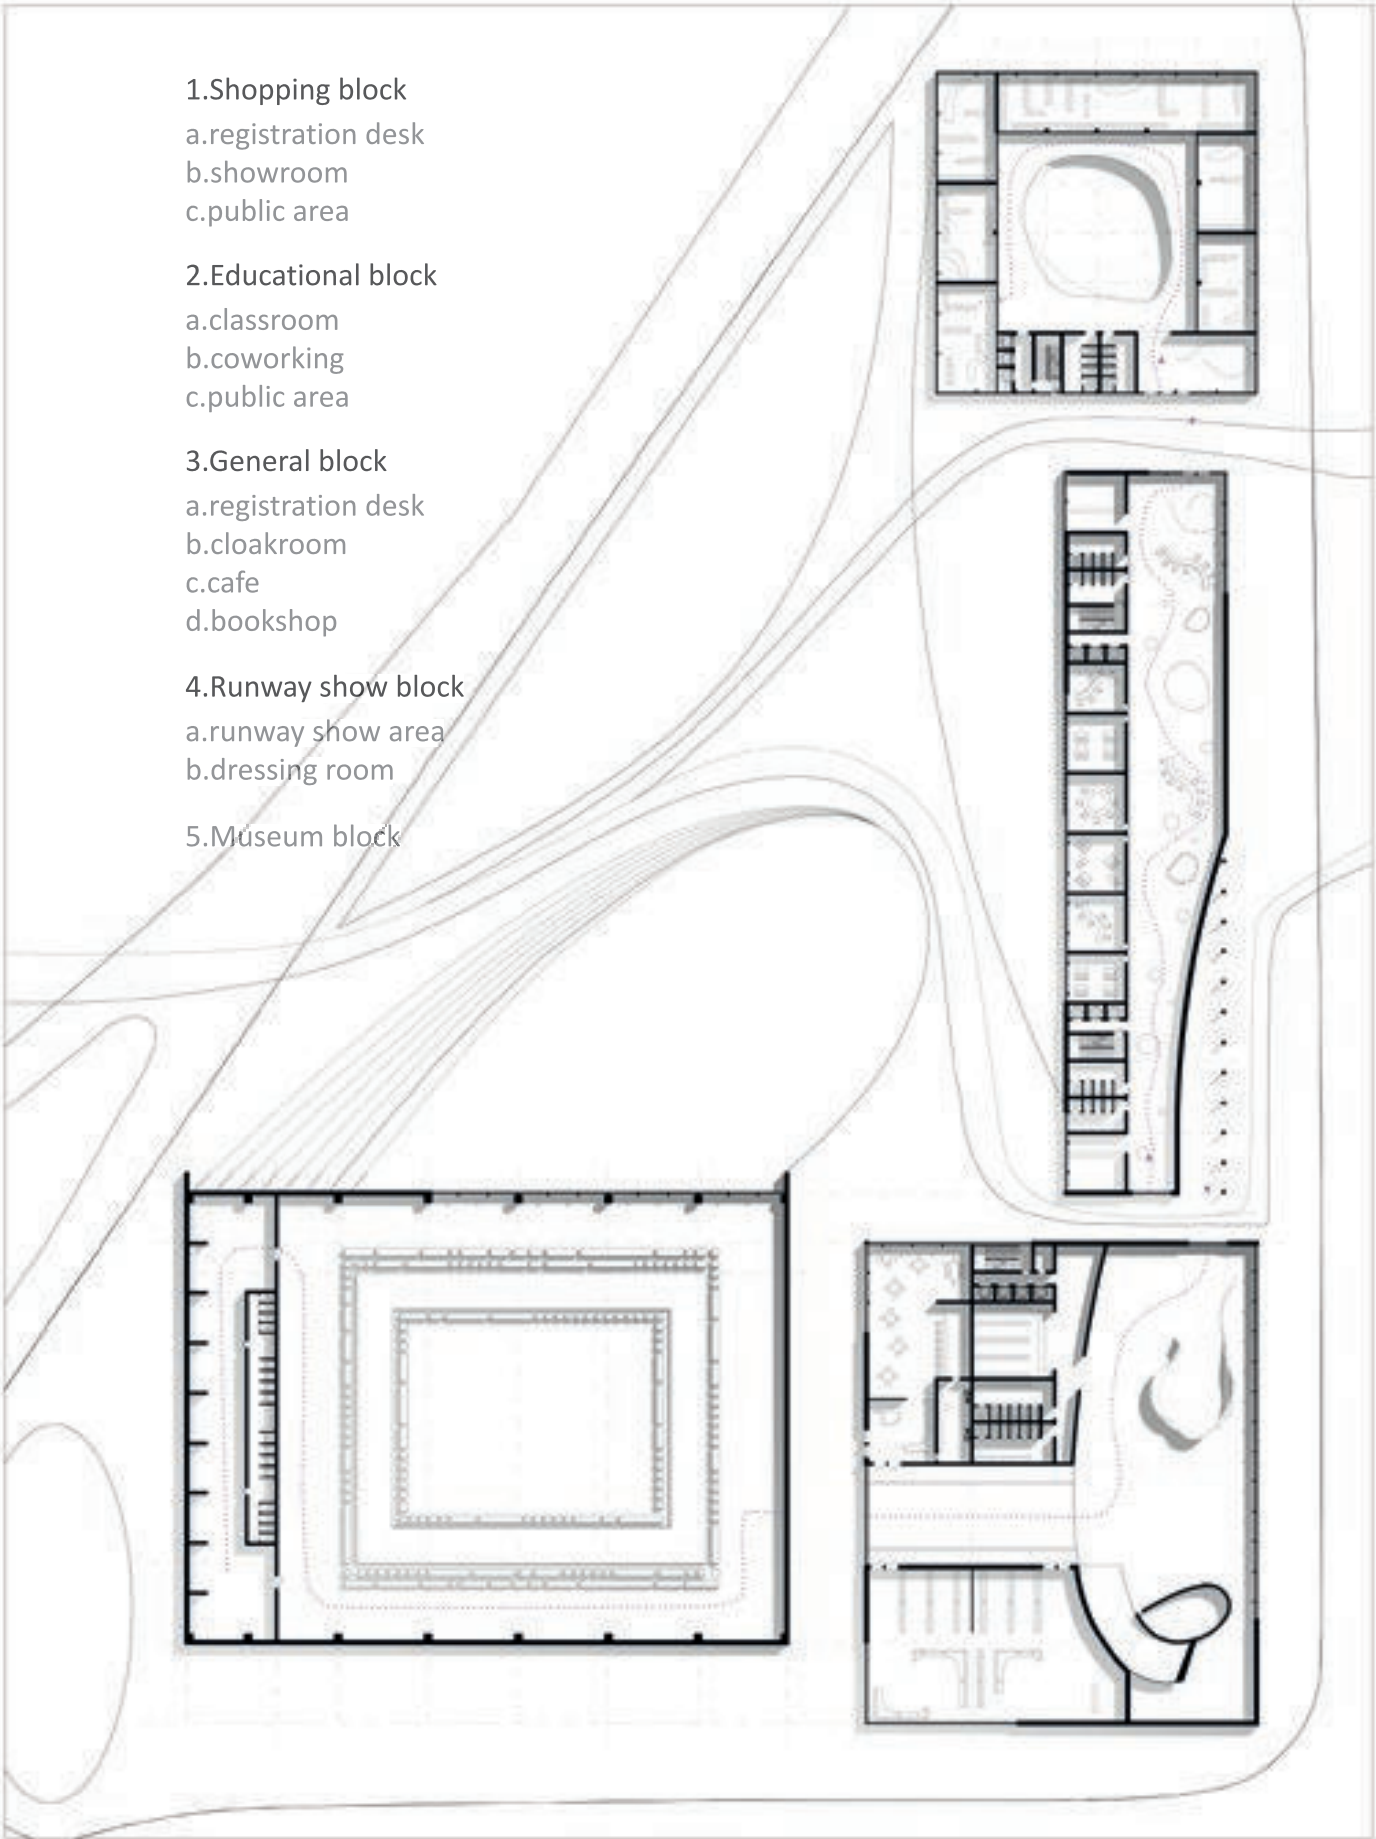 1.Shopping block
a.registration desk
b.showroom
c.public area
2.Educational block
a.classroom
b.coworking
c.public area
3.General block
a.registration desk
b.cloakroom
c.cafe
d.bookshop
4.Runway show block
a.runway show area
b.dressing room
5.Museum block